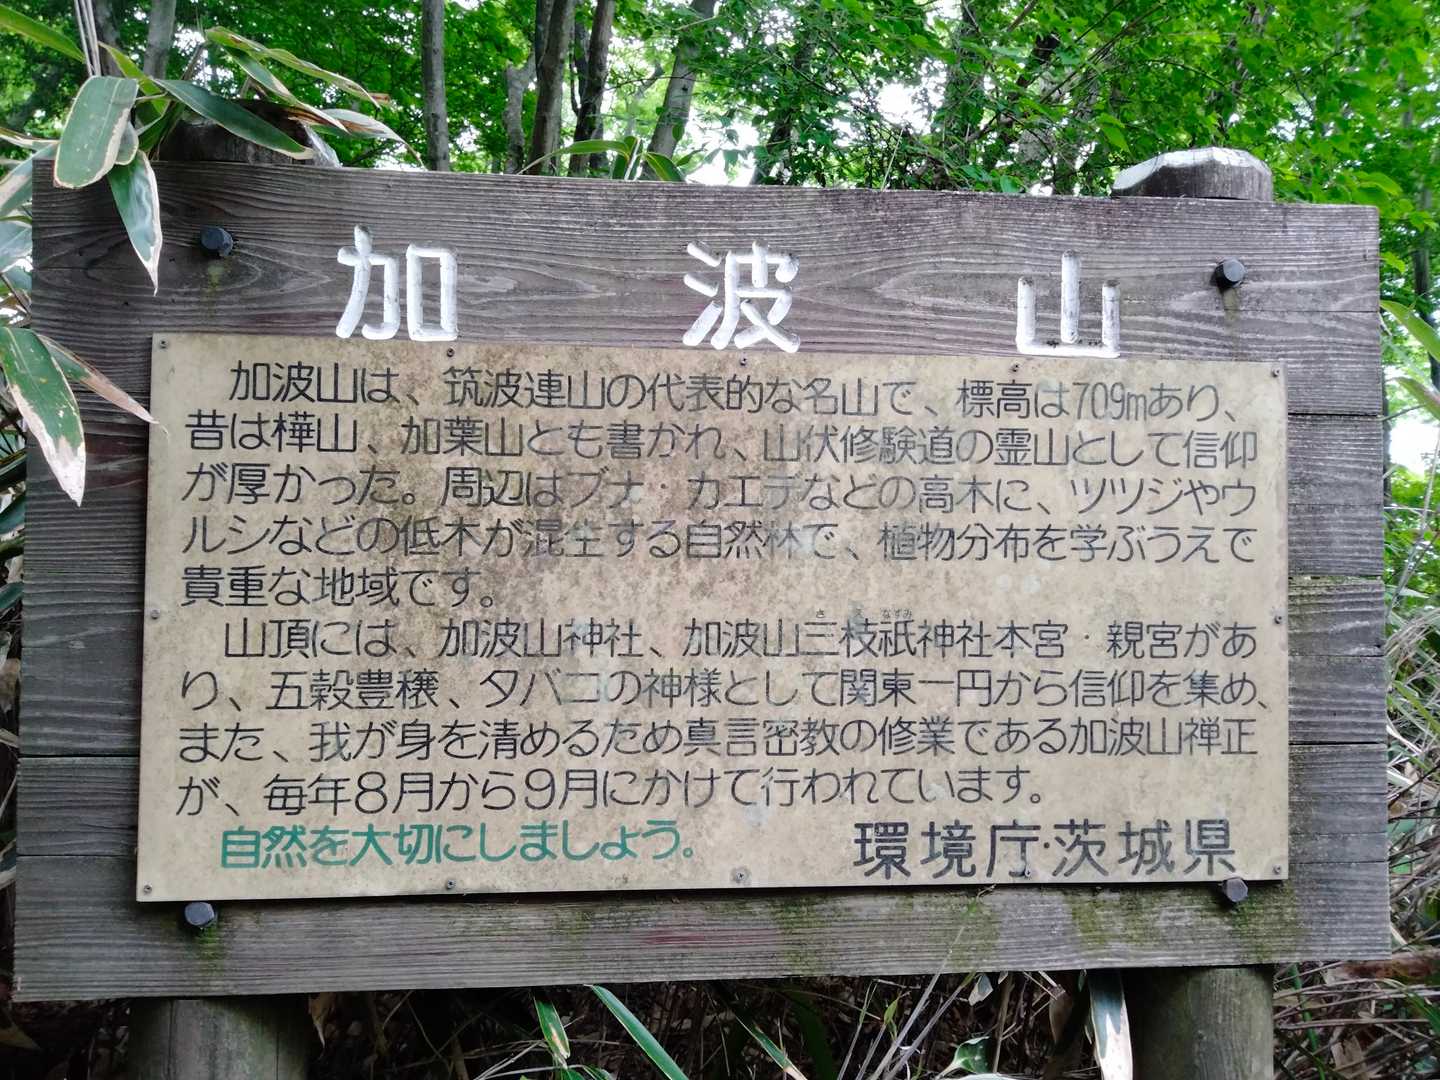 加波山
加波山は、筑波連山の代表的な名山で、標高は709mあり、
昔は樺山、加葉山とも書かれ、山伏修験道の霊山として信仰
が厚かった。周辺はブナ・カエデなどの高木に、ツツジやウ
ルシなどの低木が混生する自然林で、植物分布を学ぶうえで
貴重な地域です。
山頂には、加波山神社、加波山三枝祇神社本宮・親宮があ
り、五穀豊穣、タバコの神様として関東一円から信仰を集め、
また、我が身を清めるため真言密教の修業である加波山禅正
が、毎年8月から9月にかけて行われています。
自然を大切にしましょう。
環境庁・茨城県